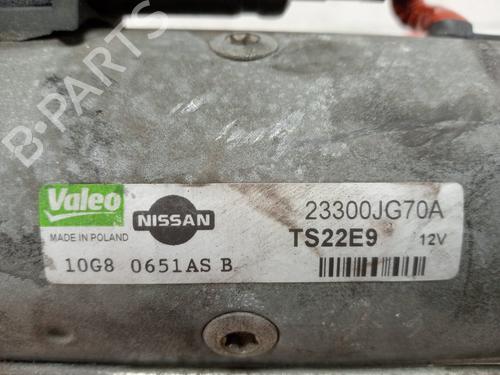 B-PARTS
Valeo
NISSAN
23300JG70A
MADE IN POLAND
TS22E9 12V
10G8 0651AS B